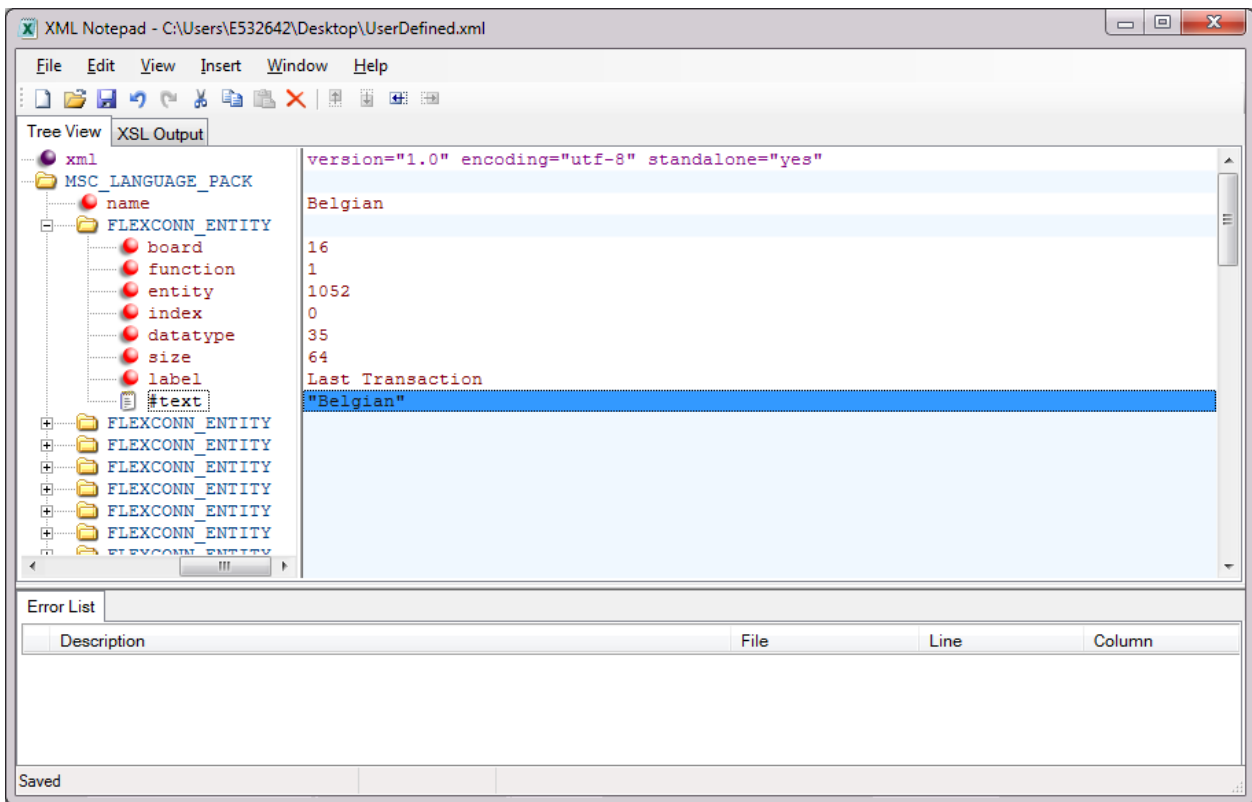 XML Notepad - C:\Users\E532642\Desktop\UserDefined.xml
File Edit View Insert Window Help
Tree View XSL Output
xml version="1.0" encoding="utf-8" standalone="yes"
MSC_LANGUAGE_PACK
name Belgian
FLEXCONN_ENTITY
board 16
function 1
entity 1052
index 0
datatype 35
size 64
label Last Transaction
#text "Belgian"
FLEXCONN_ENTITY
FLEXCONN_ENTITY
FLEXCONN_ENTITY
FLEXCONN_ENTITY
FLEXCONN_ENTITY
FLEXCONN_ENTITY
FLEXCONN_ENTITY
Error List
Description File Line Column
Saved